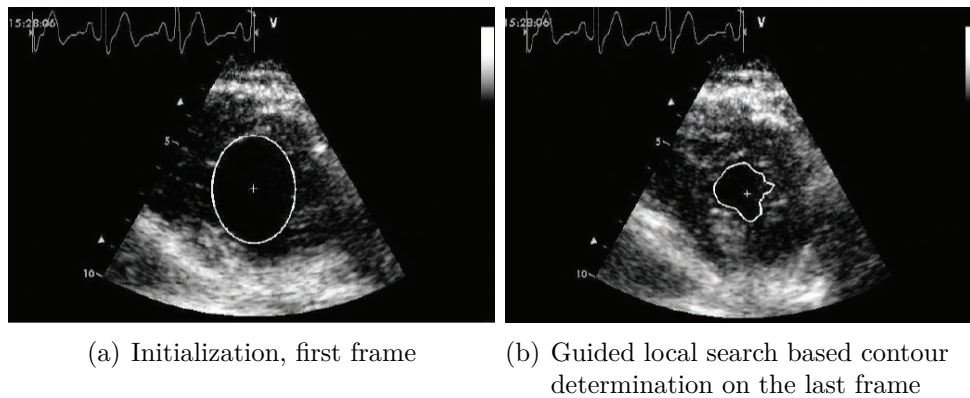 15:28:06
V
5
10
15:28:06
V
5
10
(a) Initialization, first frame
(b) Guided local search based contour
determination on the last frame